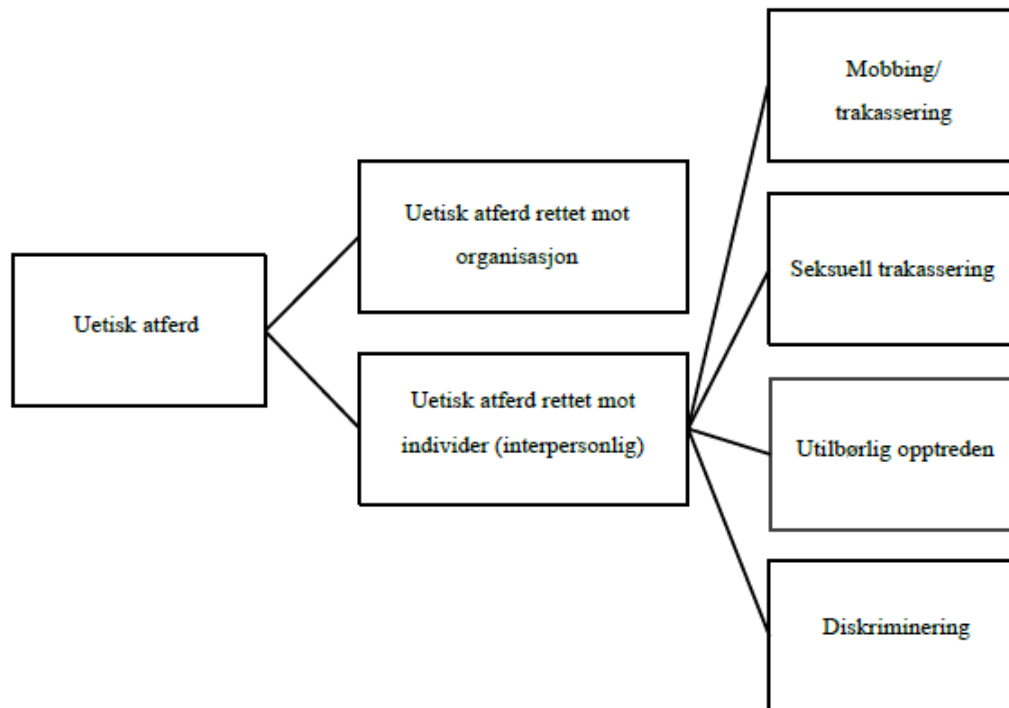 Uetisk atferd
Uetisk atferd rettet mot
organisasjon
Uetisk atferd rettet mot
individer (interpersonlig)
Mobbing/
trakassering
Seksuell trakassering
Utilbørlig opptreden
Diskriminering